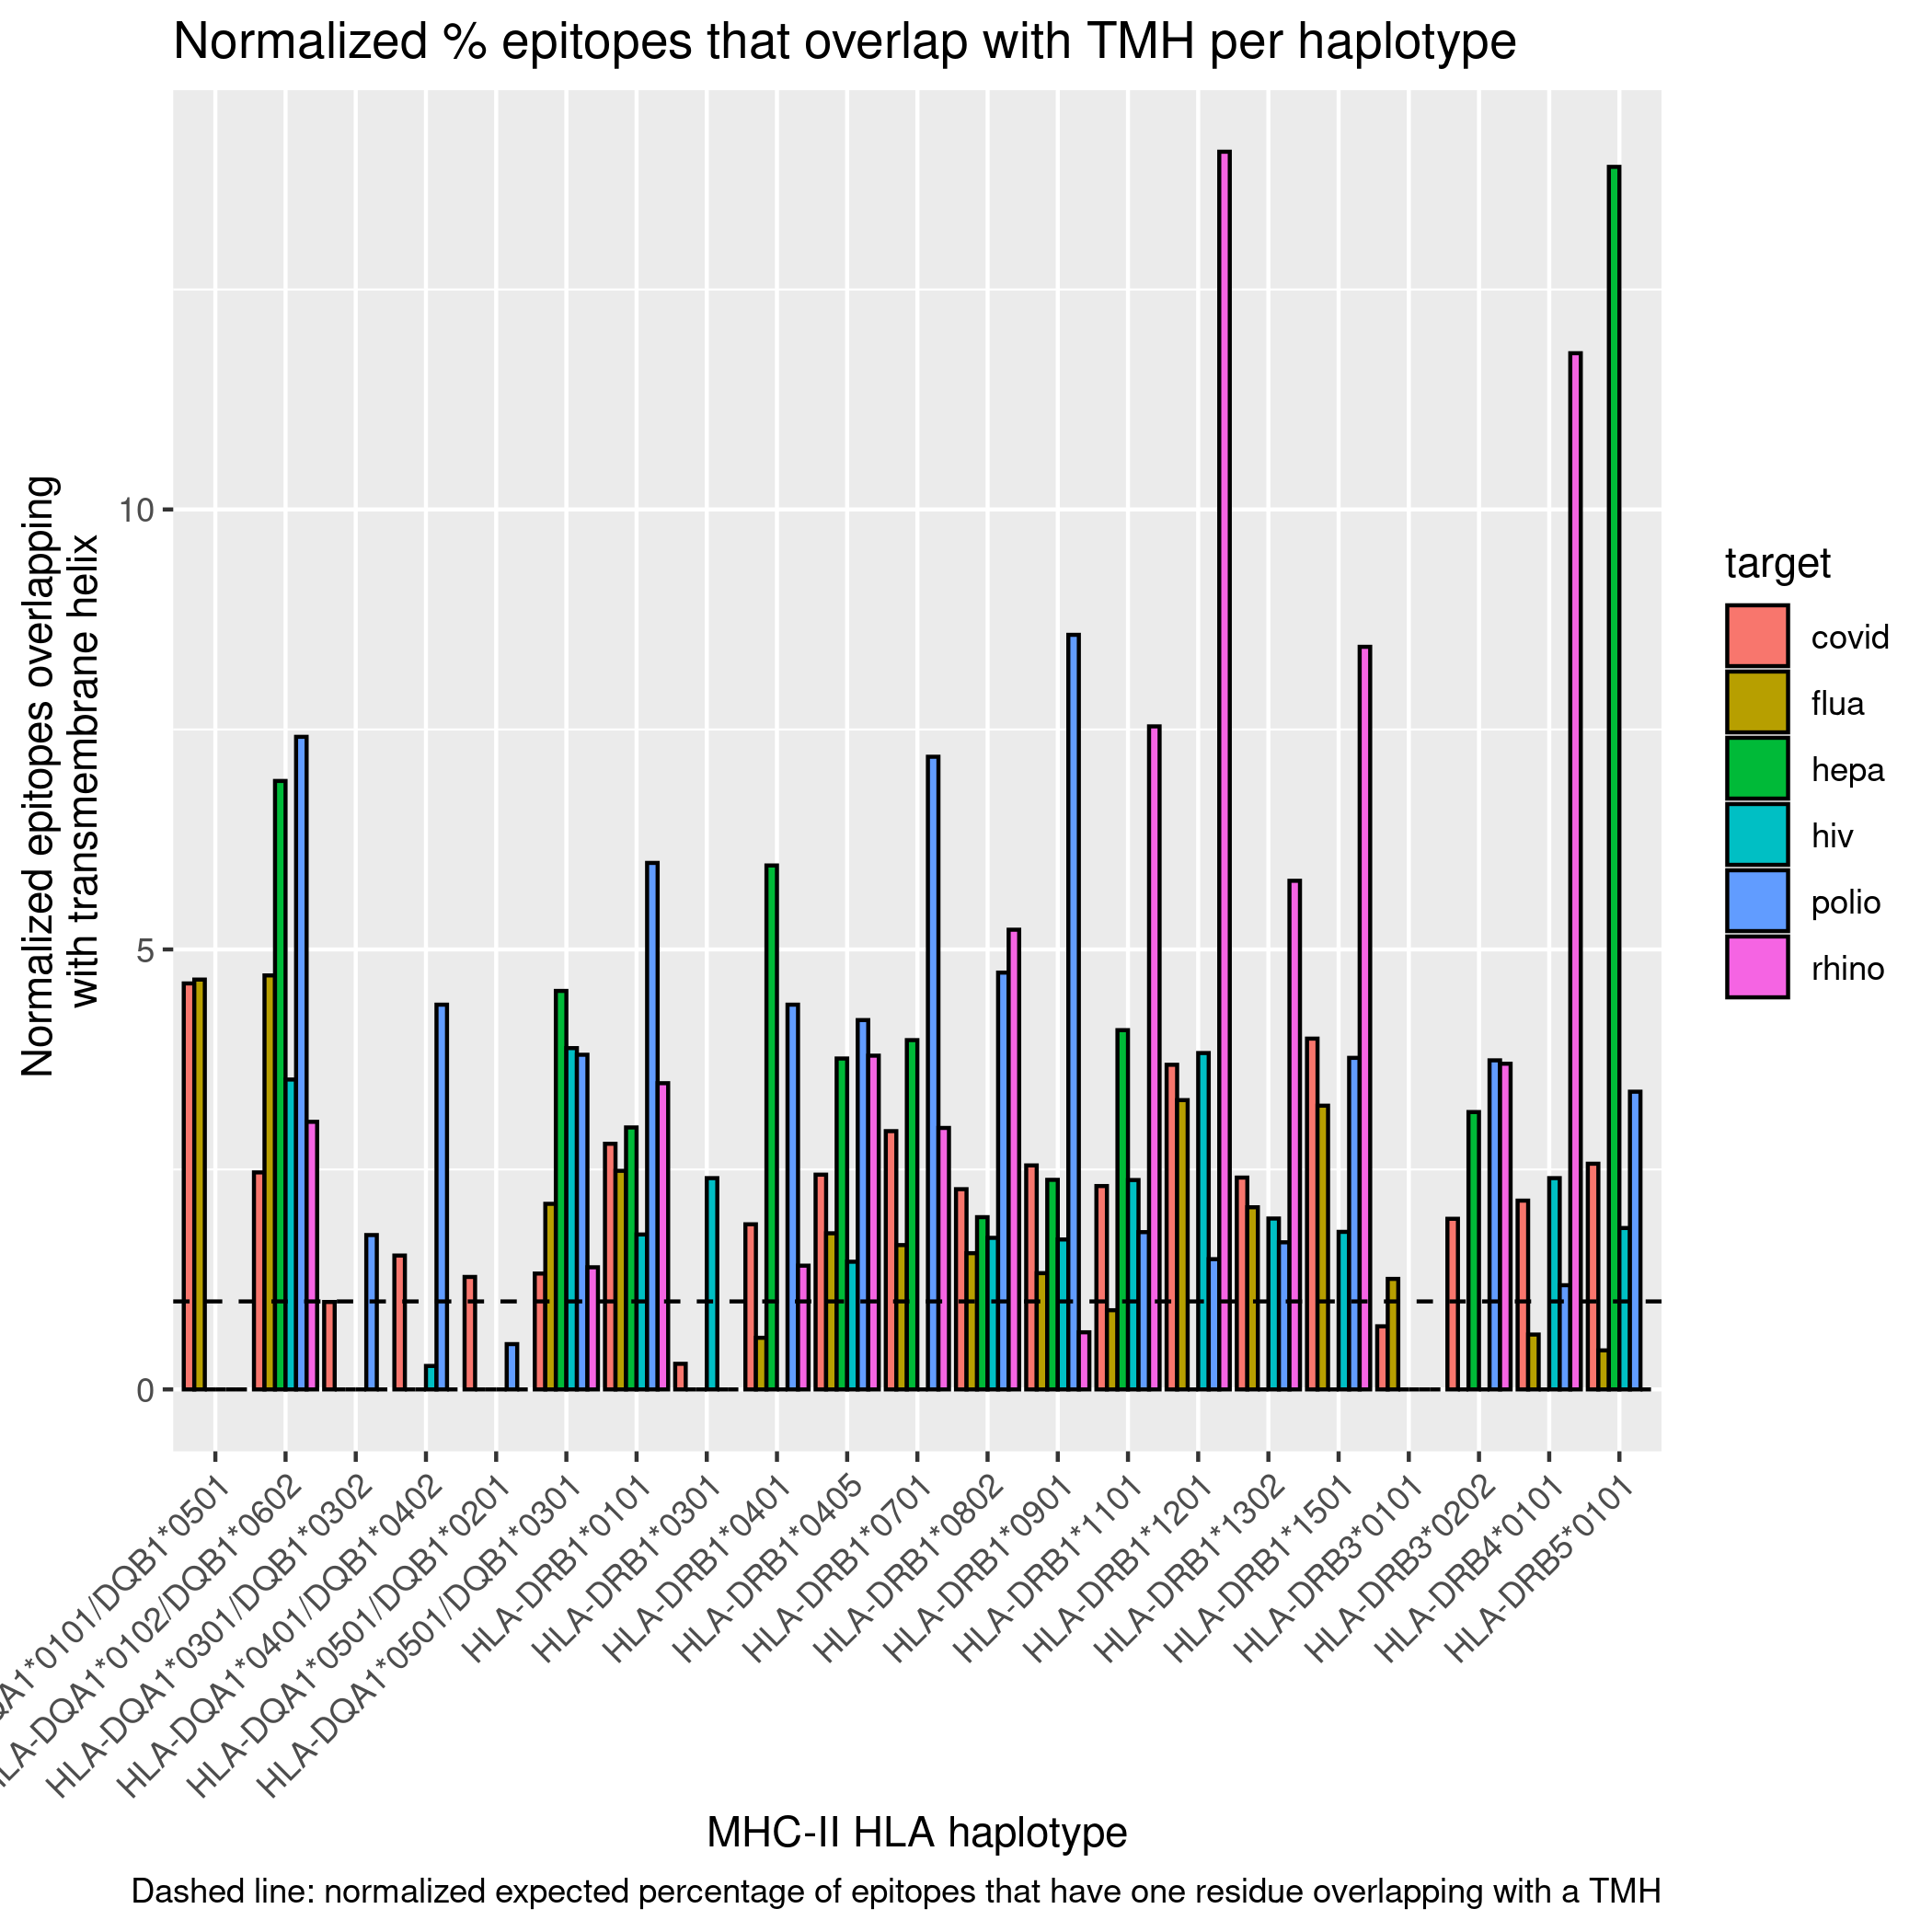 Normalized % epitopes that overlap with TMH per haplotype
Normalized epitopes overlapping
with transmembrane helix
10
5
0
target
covid
flua
hepa
hiv
polio
rhino
QA1*0101/DQB1*0501
HLA-DQA1*0102/DQB1*0602
HLA-DQA1*0301/DQB1*0302
HLA-DQA1*0401/DQB1*0402
HLA-DQA1*0501/DQB1*0201
HLA-DQA1*0501/DQB1*0301
HLA-DRB1*0101
HLA-DRB1*0301
HLA-DRB1*0401
HLA-DRB1*0405
HLA-DRB1*0701
HLA-DRB1*0802
HLA-DRB1*0901
HLA-DRB1*1101
HLA-DRB1*1201
HLA-DRB1*1302
HLA-DRB1*1501
HLA-DRB3*0101
HLA-DRB3*0202
HLA-DRB4*0101
HLA-DRB5*0101
MHC-II HLA haplotype
Dashed line: normalized expected percentage of epitopes that have one residue overlapping with a TMH